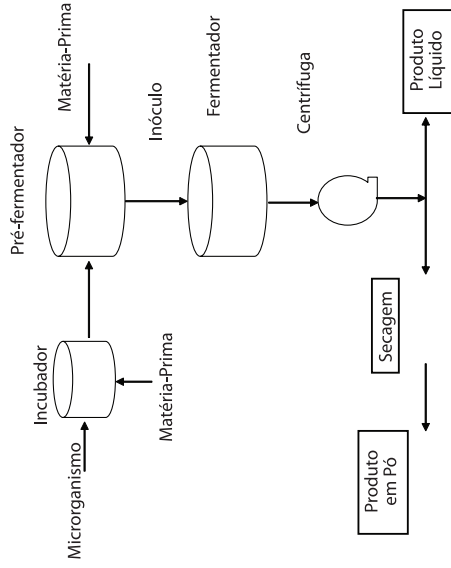 Microrganismo
Incubador
Matéria-Prima
Pré-fermentador
Matéria-Prima
Inóculo
Fermentador
Centrífuga
Produto
Líquido
Secagem
Produto
em Pó